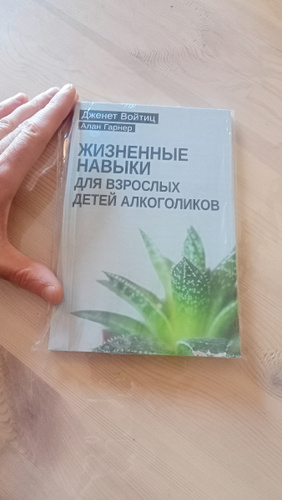 Дженет Войтиц
Алан Гарнер
ЖИЗНЕННЫЕ
НАВЫКИ
ДЛЯ ВЗРОСЛЫХ
ДЕТЕЙ АЛКОГОЛИКОВ